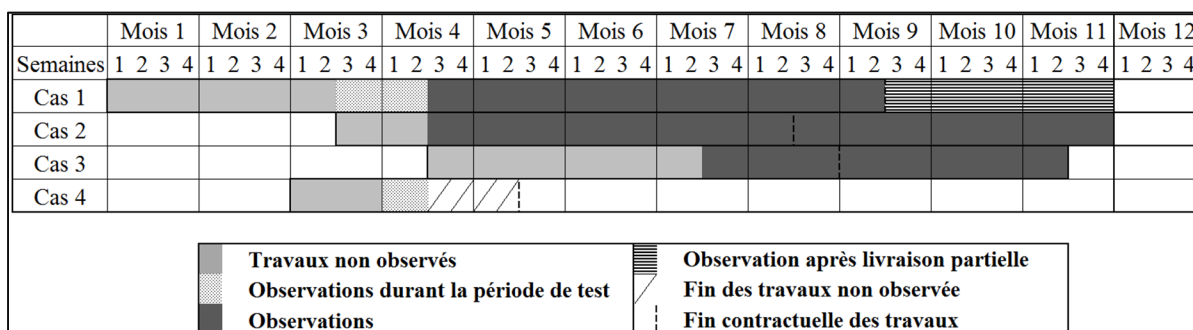 Mois 1 Mois 2 Mois 3 Mois 4 Mois 5 Mois 6 Mois 7 Mois 8 Mois 9 Mois 10 Mois 11 Mois 12
Semaines 1 2 3 4 1 2 3 4 1 2 3 4 1 2 3 4 1 2 3 4 1 2 3 4 1 2 3 4 1 2 3 4 1 2 3 4 1 2 3 4 1 2 3 4 1 2 3 4
Cas 1
Cas 2
Cas 3
Cas 4
Travaux non observés
Observations durant la période de test
Observations
Observation après livraison partielle
Fin des travaux non observée
Fin contractuelle des travaux